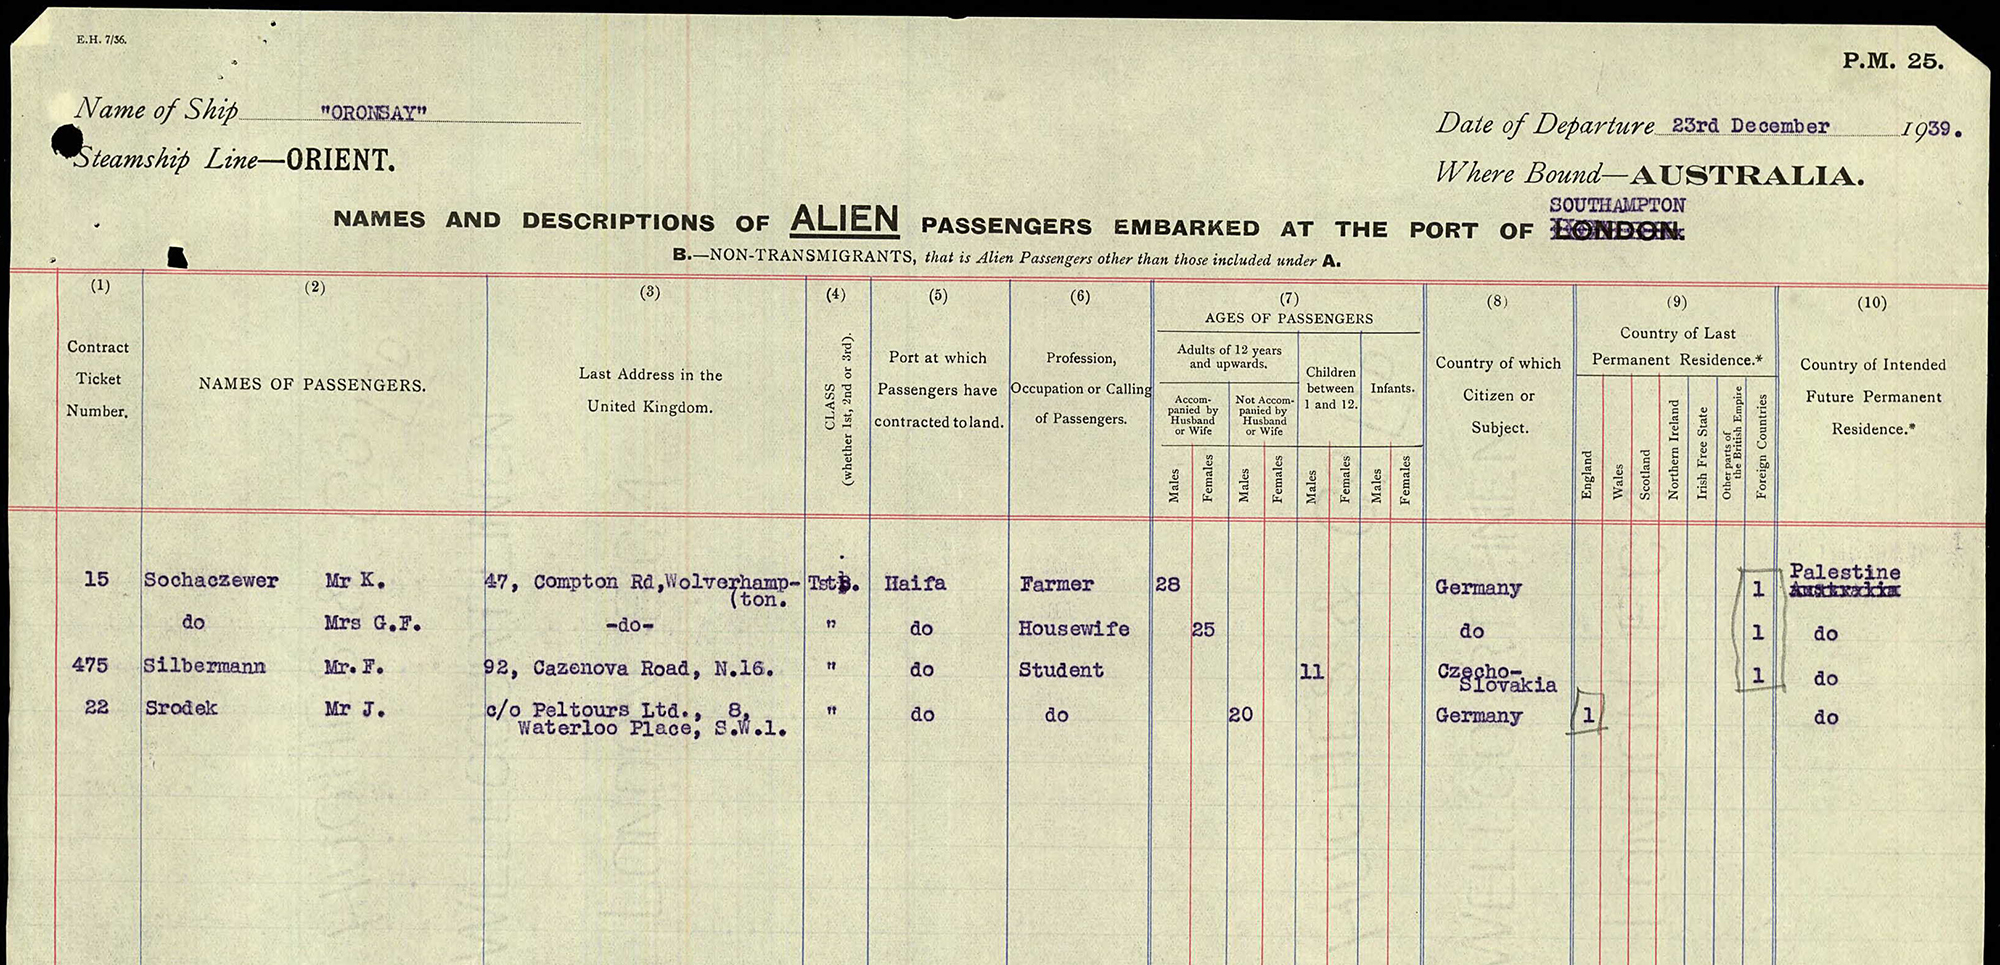 E.H. 7/36.
P.M. 25.
Name of Ship "ORONSAY"
Date of Departure 23rd December 1939.
Steamship Line—ORIENT.
Where Bound—AUSTRALIA.
SOUTHAMPTON
NAMES AND DESCRIPTIONS OF ALIEN PASSENGERS EMBARKED AT THE PORT OF LONDON.
B.—NON-TRANSMIGRANTS, that is Alien Passengers other than those included under A.
(1) (2) (3) (4) (5) (6) (7) (8) (9) (10)
Contract
Ticket
Number.
NAMES OF PASSENGERS.
Last Address in the
United Kingdom.
CLASS
(whether 1st, 2nd or 3rd).
Port at which
Passengers have
contracted to land.
Profession,
Occupation or Calling
of Passengers.
AGES OF PASSENGERS
Adults of 12 years
and upwards.
Accom-
panied by
Husband
or Wife
Not Accom-
panied by
Husband
or Wife
Children
between
1 and 12.
Infants.
Males Females Males Females Males Females Males Females
Country of which
Citizen or
Subject.
Country of Last
Permanent Residence.*
England
Wales
Scotland
Northern Ireland
Irish Free State
Other parts of
the British Empire
Foreign Countries
Country of Intended
Future Permanent
Residence.*
Palestine
15 Sochaczewer Mr K. 47, Compton Rd,Wolverhamp- TstB. Haifa Farmer 28 Germany 1 Australia
(ton.
do Mrs G.F. -do- " do Housewife 25 do 1 do
475 Silbermann Mr. F. 92, Cazenova Road, N.16. " do Student 11 Czecho- 1 do
Slovakia
22 Srodek Mr J. c/o Peltours Ltd., 8, " do do 20 Germany 1 do
Waterloo Place, S.W.1.